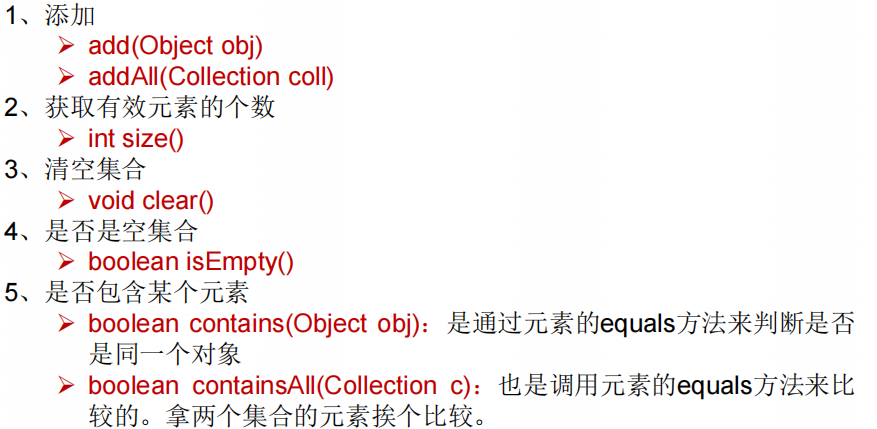 1、添加
➢ add(Object obj)
➢ addAll(Collection coll)
2、获取有效元素的个数
➢ int size()
3、清空集合
➢ void clear()
4、是否是空集合
➢ boolean isEmpty()
5、是否包含某个元素
➢ boolean contains(Object obj)：是通过元素的equals方法来判断是否
是同一个对象
➢ boolean containsAll(Collection c)：也是调用元素的equals方法来比
较的。拿两个集合的元素挨个比较。